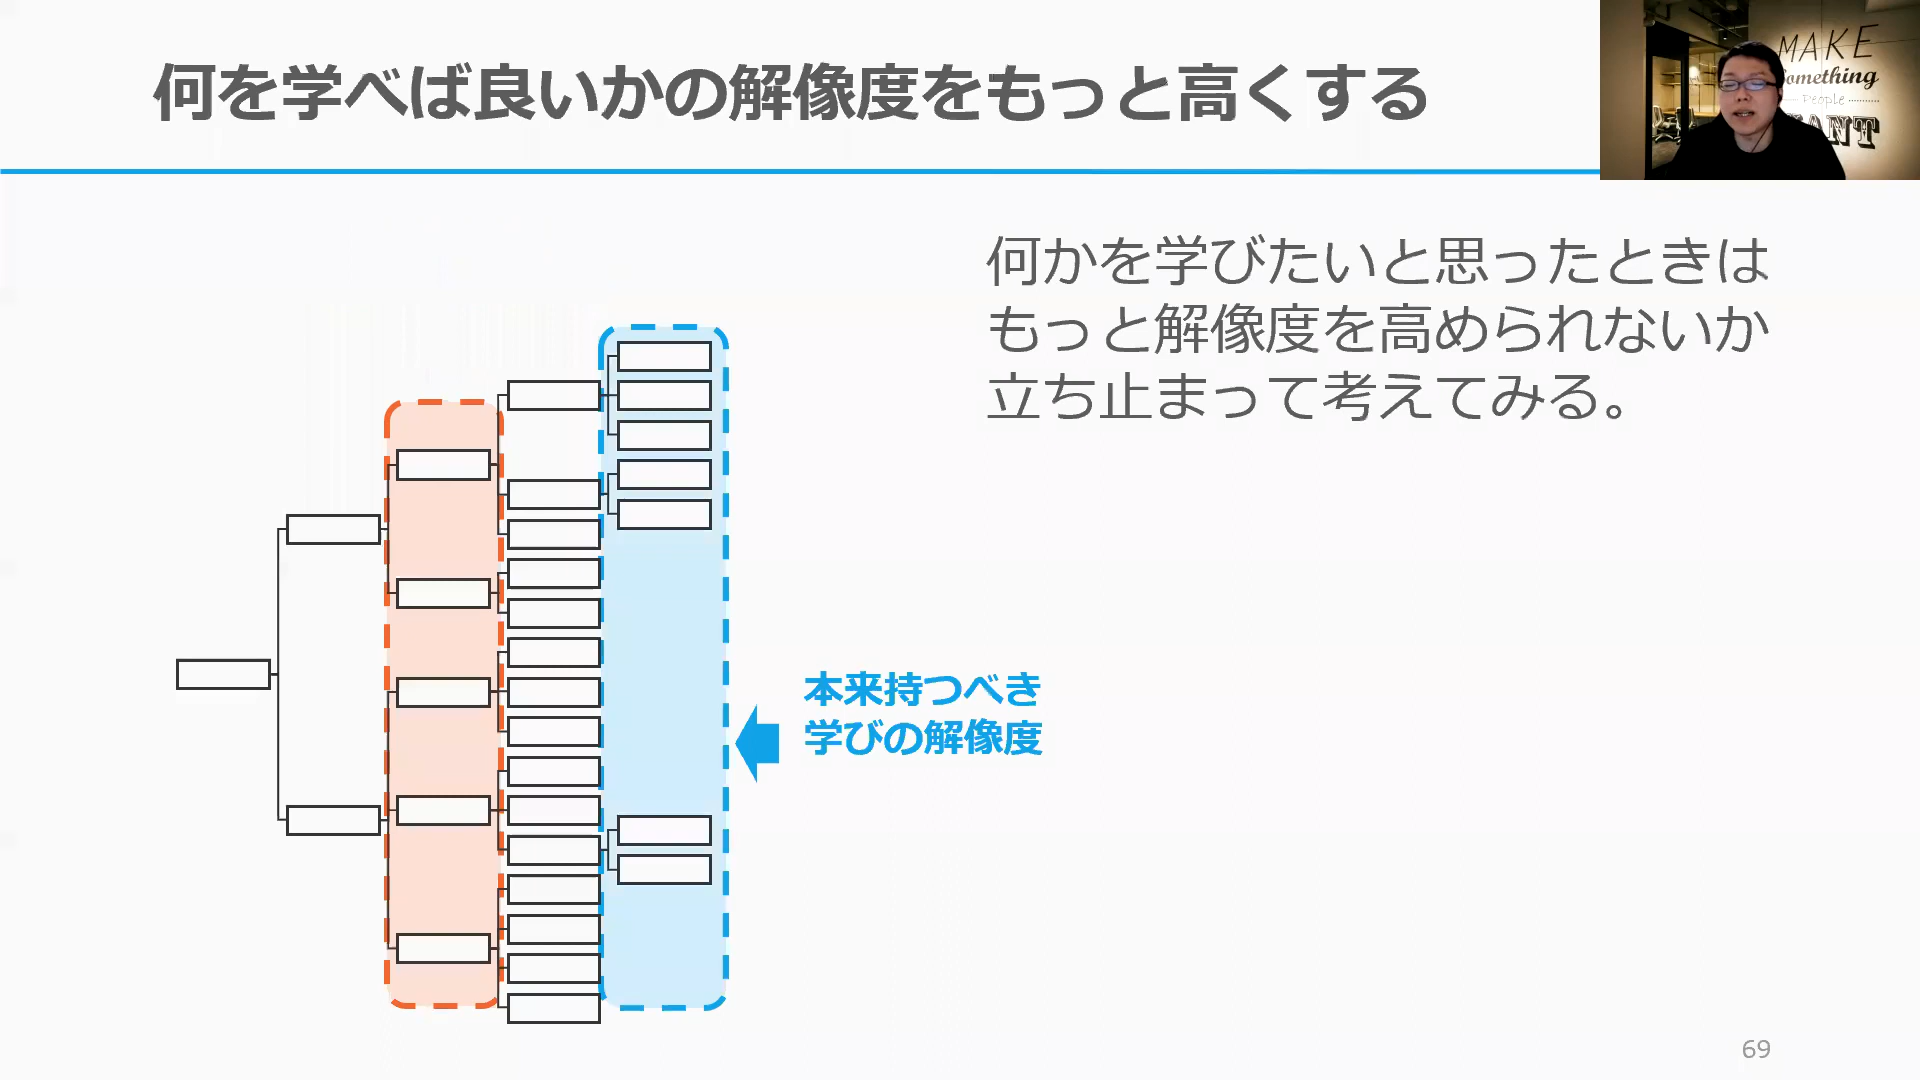 何を学べば良いかの解像度をもっと高くする
MAKE
Something
People
何かを学びたいと思ったときは
もっと解像度を高められないか
立ち止まって考えてみる。
本来持つべき
学びの解像度
69